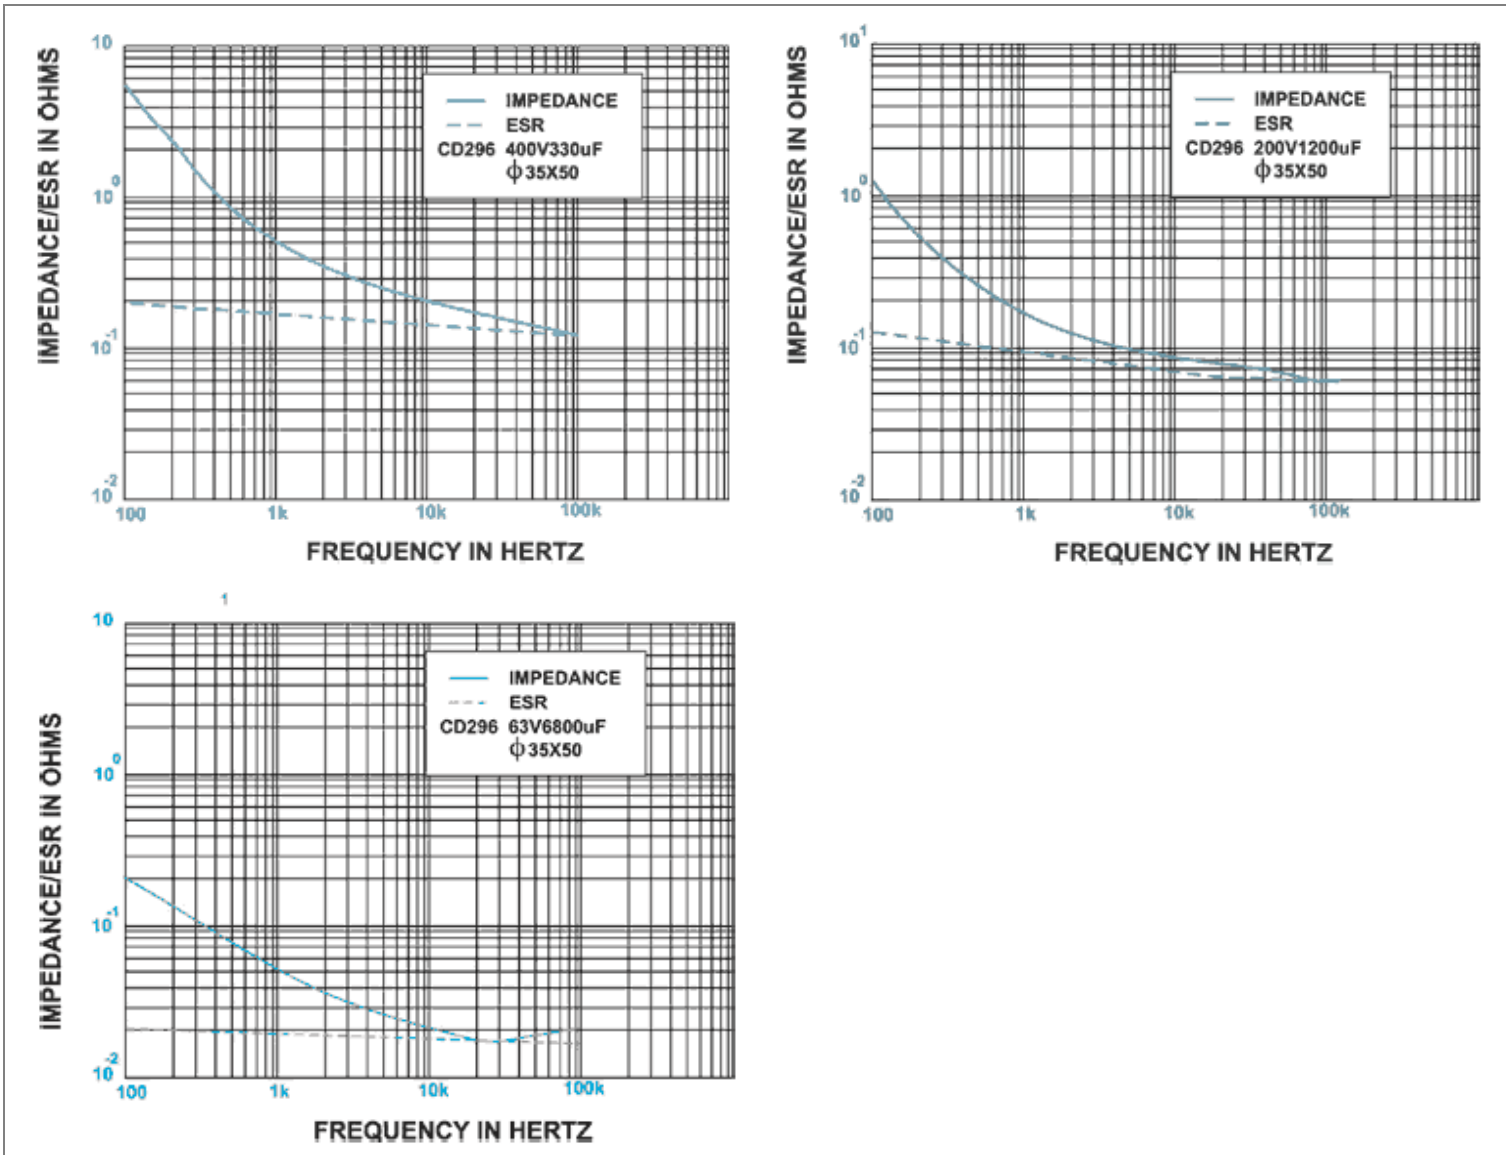 IMPEDANCE/ESR IN OHMS
10
10⁰
10⁻¹
10⁻²
IMPEDANCE
ESR
CD296 400V330uF
ϕ35X50
100 1k 10k 100k
FREQUENCY IN HERTZ
IMPEDANCE/ESR IN OHMS
10¹
10⁰
10⁻¹
10⁻²
IMPEDANCE
ESR
CD296 200V1200uF
ϕ35X50
100 1k 10k 100k
FREQUENCY IN HERTZ
1
IMPEDANCE/ESR IN OHMS
10
10⁰
10⁻¹
10⁻²
IMPEDANCE
ESR
CD296 63V6800uF
ϕ35X50
100 1k 10k 100k
FREQUENCY IN HERTZ